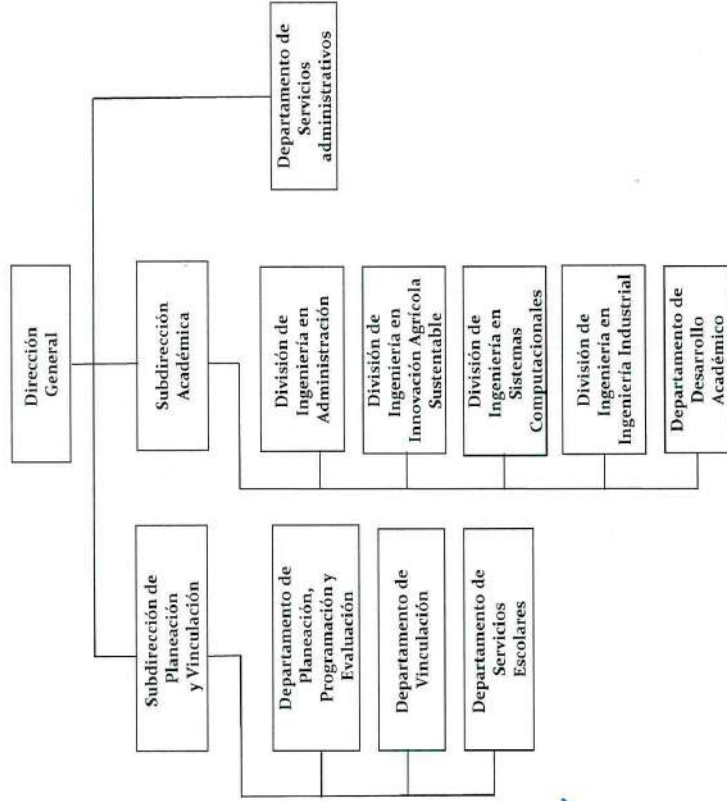 Dirección
General
Subdirección de
Planeación
y Vinculación
Departamento de
Planeación,
Programación y
Evaluación
Departamento de
Vinculación
Departamento de
Servicios
Escolares
Subdirección
Académica
División de
Ingeniería en
Administración
División de
Ingeniería en
Innovación Agrícola
Sustentable
División de
Ingeniería en
Sistemas
Computacionales
División de
Ingeniería en
Ingeniería Industrial
Departamento de
Desarrollo
Académico
Departamento de
Servicios
administrativos